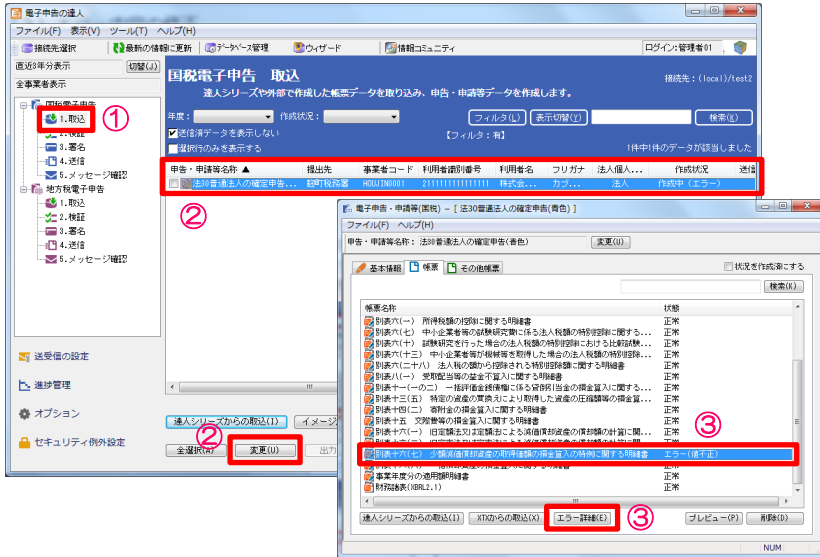 電子申告の達人
ファイル(F) 表示(V) ツール(T) ヘルプ(H)
接続先選択 最新の情報に更新 データベース管理 ウィザード 情報コミュニティ ログイン:管理者01
直近8年分表示 切替(J)
全事業者表示
国税電子申告
1.取込
①
2.検証
3.署名
4.送信
5.メッセージ確認
地方税電子申告
1.取込
2.検証
3.署名
4.送信
5.メッセージ確認
送受信の設定
進捗管理
オプション
セキュリティ例外設定
国税電子申告 取込 接続先:(local)/test2
達人シリーズや外部で作成した帳票データを取り込み、申告・申請等データを作成します。
年度: 作成状況: フィルタ(L) 表示切替(Y) 検索(K)
送信済データを表示しない 【フィルタ:有】
選択行のみを表示する 1件中1件のデータが該当しました
申告・申請等名称 ▲ 提出先 事業者コード 利用者識別番号 利用者名 フリガナ 法人個人... 作成状況 送信
法30普通法人の確定申告... 麹町税務署 HOUJIN0001 2111111111111111 株式会... カブ... 法人 作成中(エラー)
②
達人シリーズからの取込(I) イメージ
②
全選択(A) 変更(U) 出力
電子申告・申請等(国税) - [ 法30普通法人の確定申告(青色) ]
ファイル(F) ヘルプ(H)
申告・申請等名称: 法30普通法人の確定申告(青色) 変更(U)
基本情報 帳票 その他帳票 状況を作成済にする
検索(K)
帳票名称 状態
別表六(一) 所得税額の控除に関する明細書 正常
別表六(七) 中小企業者等の試験研究費に係る法人税額の特別控除に関する... 正常
別表六(十) 試験研究を行った場合の法人税額の特別控除における比較試験... 正常
別表六(十三) 中小企業者等が機械等を取得した場合の法人税額の特別控除... 正常
別表六(二十八) 法人税の額から控除される特別控除額に関する明細書 正常
別表八(一) 受取配当等の益金不算入に関する明細書 正常
別表十一(一の二) 一括評価金銭債権に係る貸倒引当金の損金算入に関する... 正常
別表十三(五) 特定の資産の買換えにより取得した資産の圧縮額等の損金算... 正常
別表十四(二) 寄附金の損金算入に関する明細書 正常
別表十五 交際費等の損金算入に関する明細書 正常
別表十六(一) 旧定額法又は定額法による減価償却資産の償却額の計算に関... 正常
③
別表十六(七) 少額減価償却資産の取得価額の損金算入の特例に関する明細書 エラー(値不正)
事業年度分の適用額明細書 正常
財務諸表(XBRL2.1) 正常
達人シリーズからの取込(I) XTXからの取込(X) エラー詳細(E) ③ プレビュー(P) 削除(D)
NUM